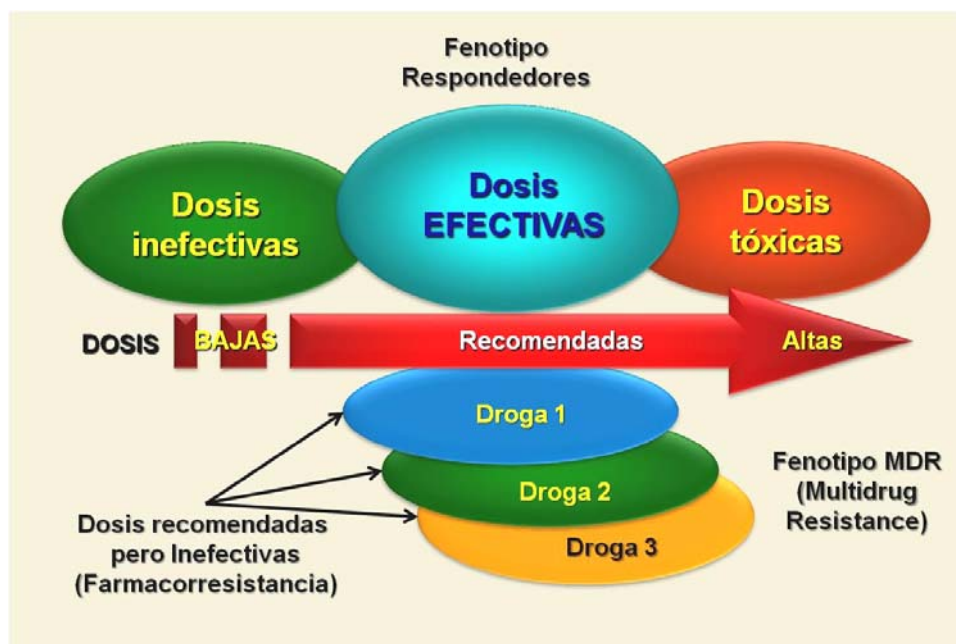 Fenotipo
Respondedores
Dosis
inefectivas
Dosis
EFECTIVAS
Dosis
tóxicas
DOSIS
BAJAS
Recomendadas
Altas
Droga 1
Droga 2
Droga 3
Dosis recomendadas
pero Inefectivas
(Farmacorresistancia)
Fenotipo MDR
(Multidrug
Resistance)